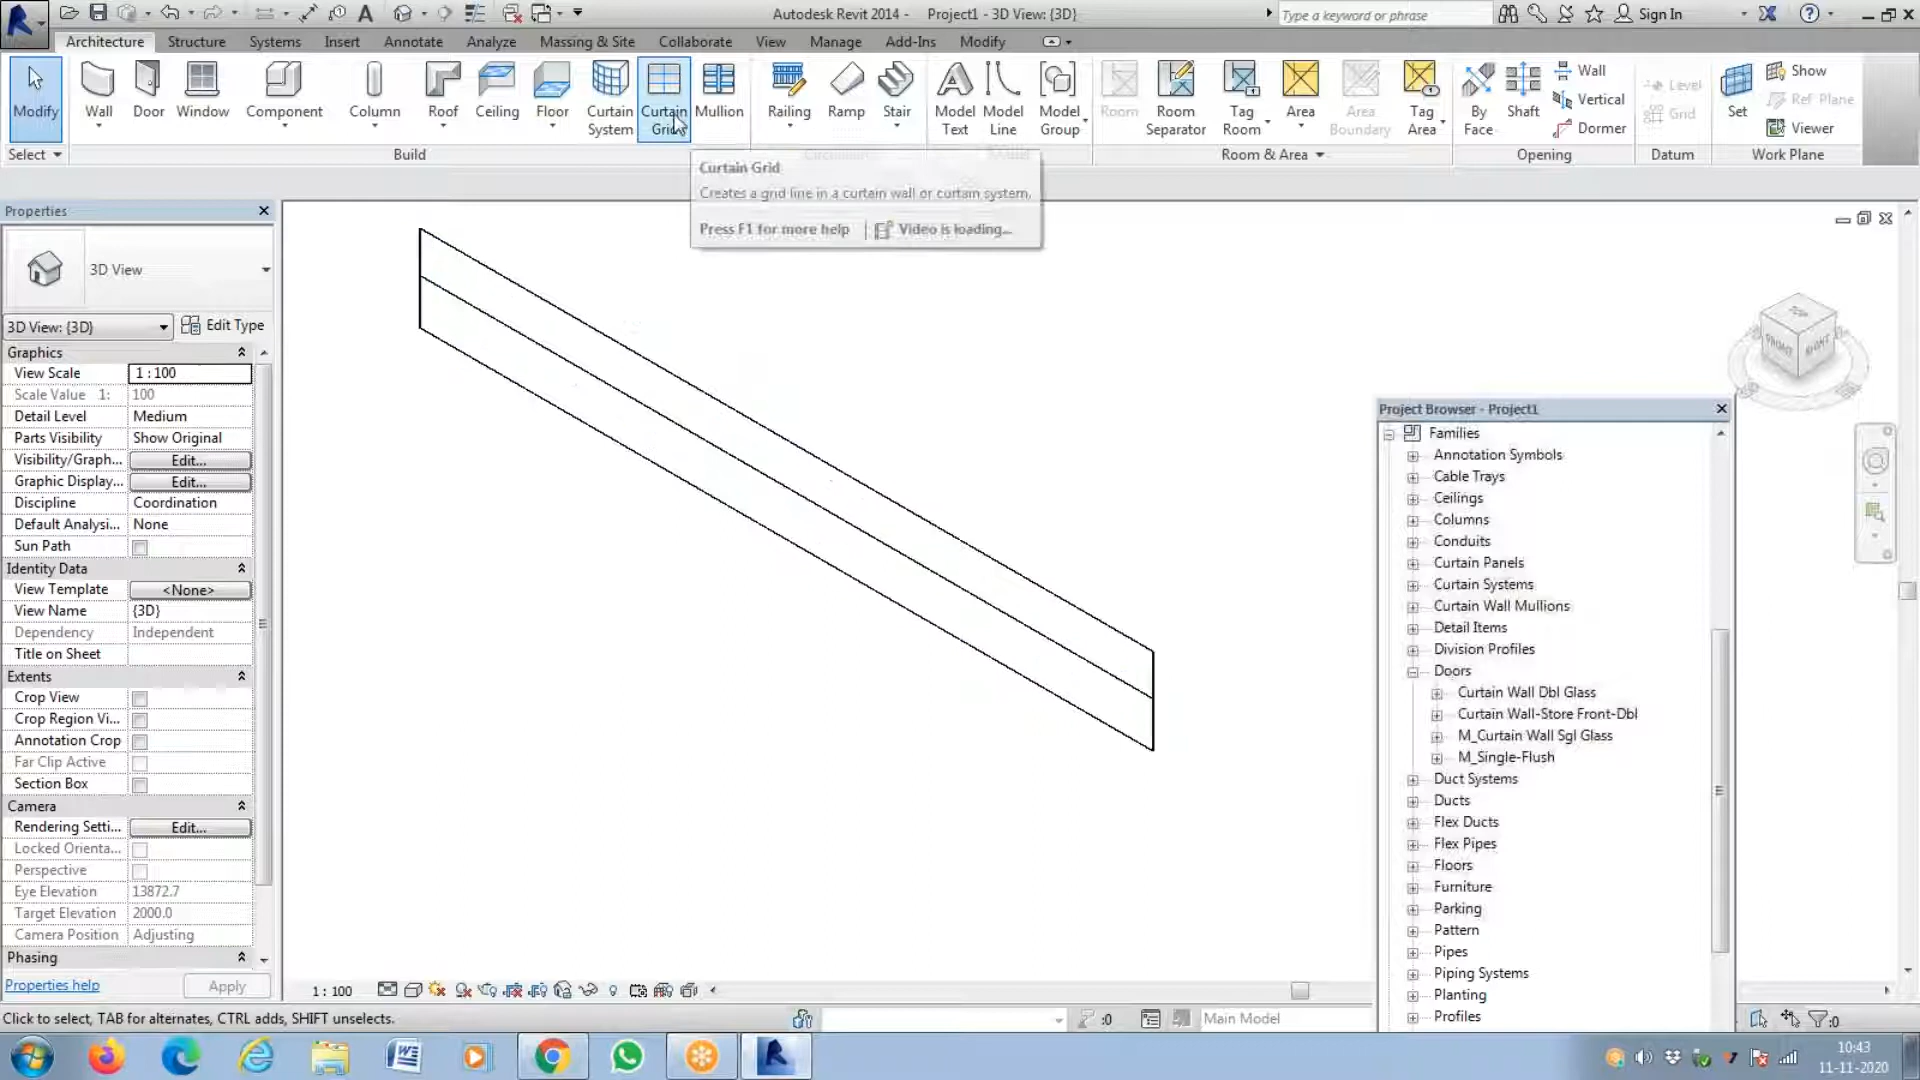 Autodesk Revit 2014 -    Project1 - 3D View: {3D}
Type a keyword or phrase
Sign In
Architecture Structure Systems Insert Annotate Analyze Massing & Site Collaborate View Manage Add-Ins Modify
Modify
Wall
Door
Window
Component
Column
Roof
Ceiling
Floor
Curtain System
Curtain Grid
Mullion
Railing
Ramp
Stair
Model Text
Model Line
Model Group
Room
Room Separator
Tag Room
Area
Area Boundary
Tag Area
By Face
Shaft
Wall
Vertical
Dormer
Level
Grid
Set
Show
Ref Plane
Viewer
Select
Build
Room & Area
Opening
Datum
Work Plane
Curtain Grid
Creates a grid line in a curtain wall or curtain system.
Press F1 for more help
Video is loading...
Properties
3D View
3D View: {3D}
Edit Type
Graphics
View Scale 1 : 100
Scale Value 1: 100
Detail Level Medium
Parts Visibility Show Original
Visibility/Graph... Edit...
Graphic Display... Edit...
Discipline Coordination
Default Analysi... None
Sun Path
Identity Data
View Template <None>
View Name {3D}
Dependency Independent
Title on Sheet
Extents
Crop View
Crop Region Vi...
Annotation Crop
Far Clip Active
Section Box
Camera
Rendering Setti... Edit...
Locked Orienta...
Perspective
Eye Elevation 13872.7
Target Elevation 2000.0
Camera Position Adjusting
Phasing
Properties help
Apply
FRONT
RIGHT
Project Browser - Project1
Families
Annotation Symbols
Cable Trays
Ceilings
Columns
Conduits
Curtain Panels
Curtain Systems
Curtain Wall Mullions
Detail Items
Division Profiles
Doors
Curtain Wall Dbl Glass
Curtain Wall-Store Front-Dbl
M_Curtain Wall Sgl Glass
M_Single-Flush
Duct Systems
Ducts
Flex Ducts
Flex Pipes
Floors
Furniture
Parking
Pattern
Pipes
Piping Systems
Planting
Profiles
1 : 100
Click to select, TAB for alternates, CTRL adds, SHIFT unselects.
:0
Main Model
:0
10:43
11-11-2020